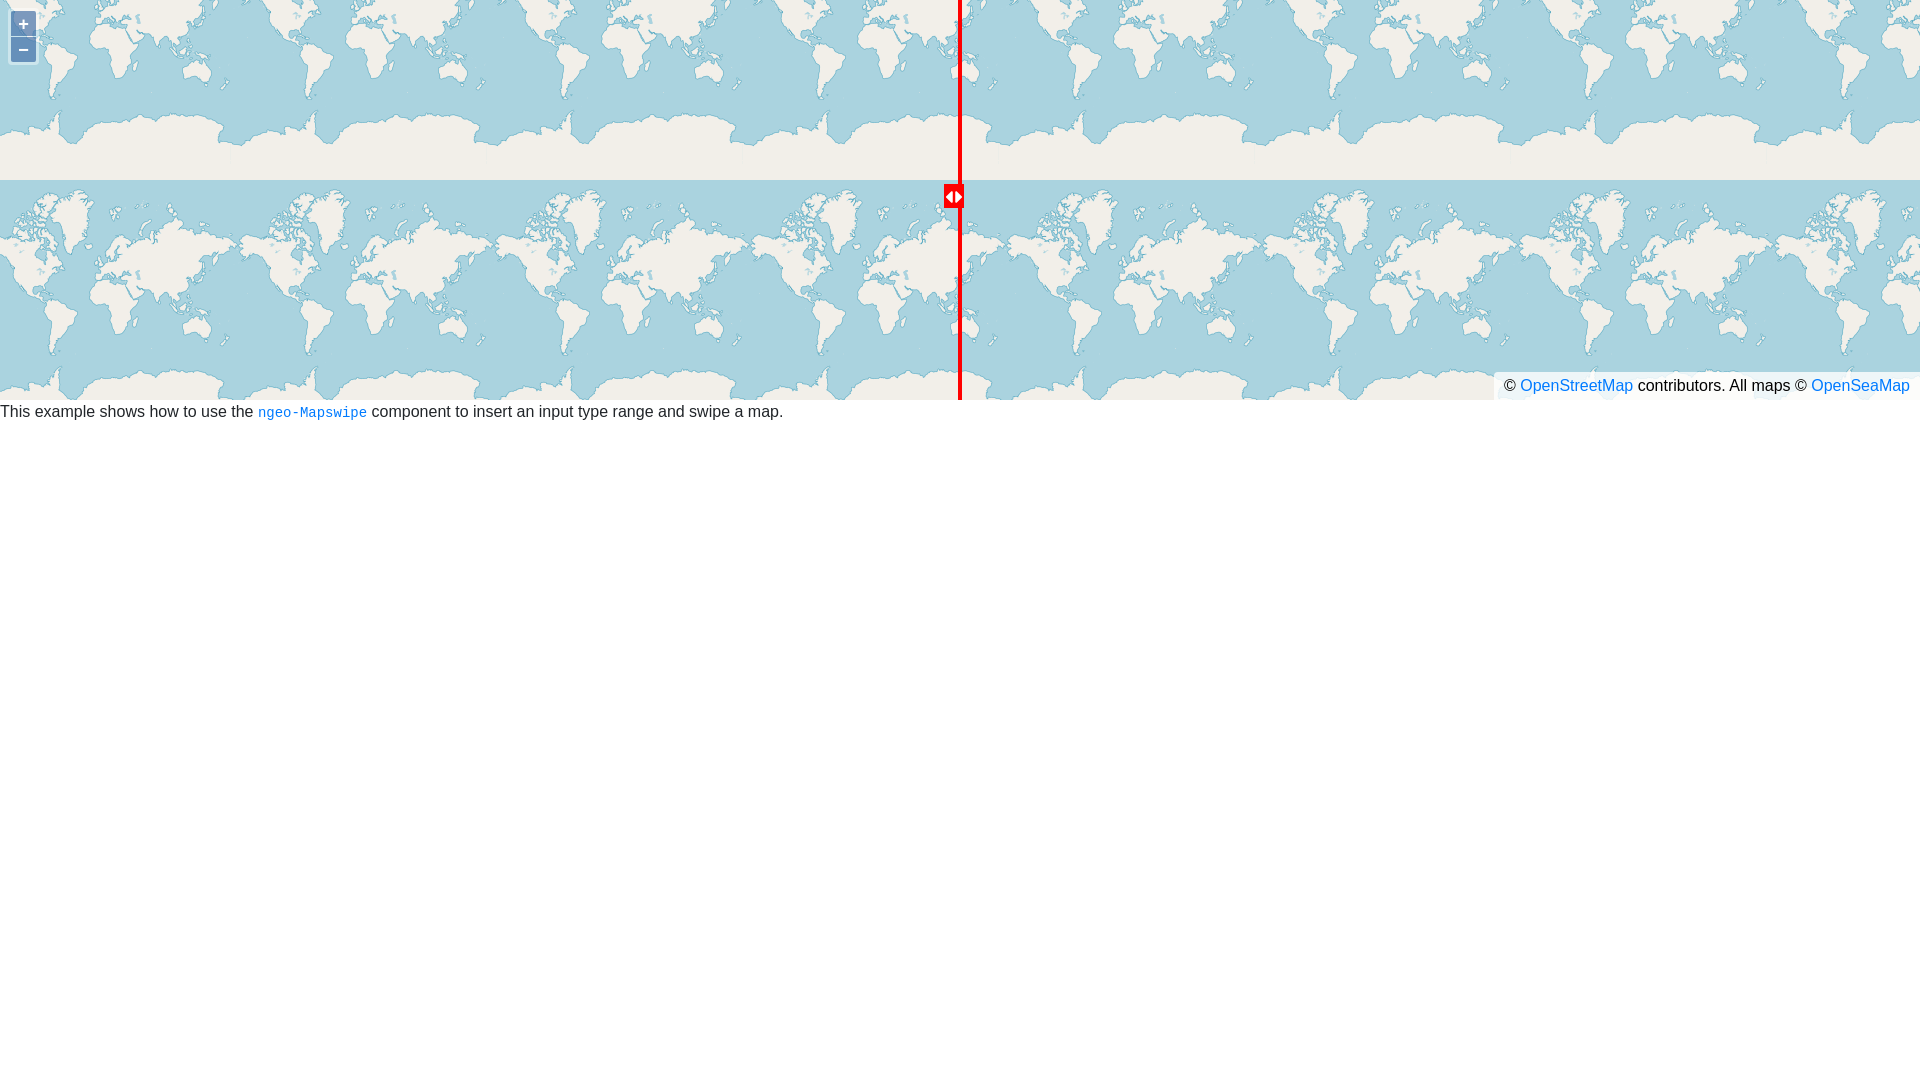 +
−
© OpenStreetMap contributors. All maps © OpenSeaMap
This example shows how to use the ngeo-Mapswipe component to insert an input type range and swipe a map.